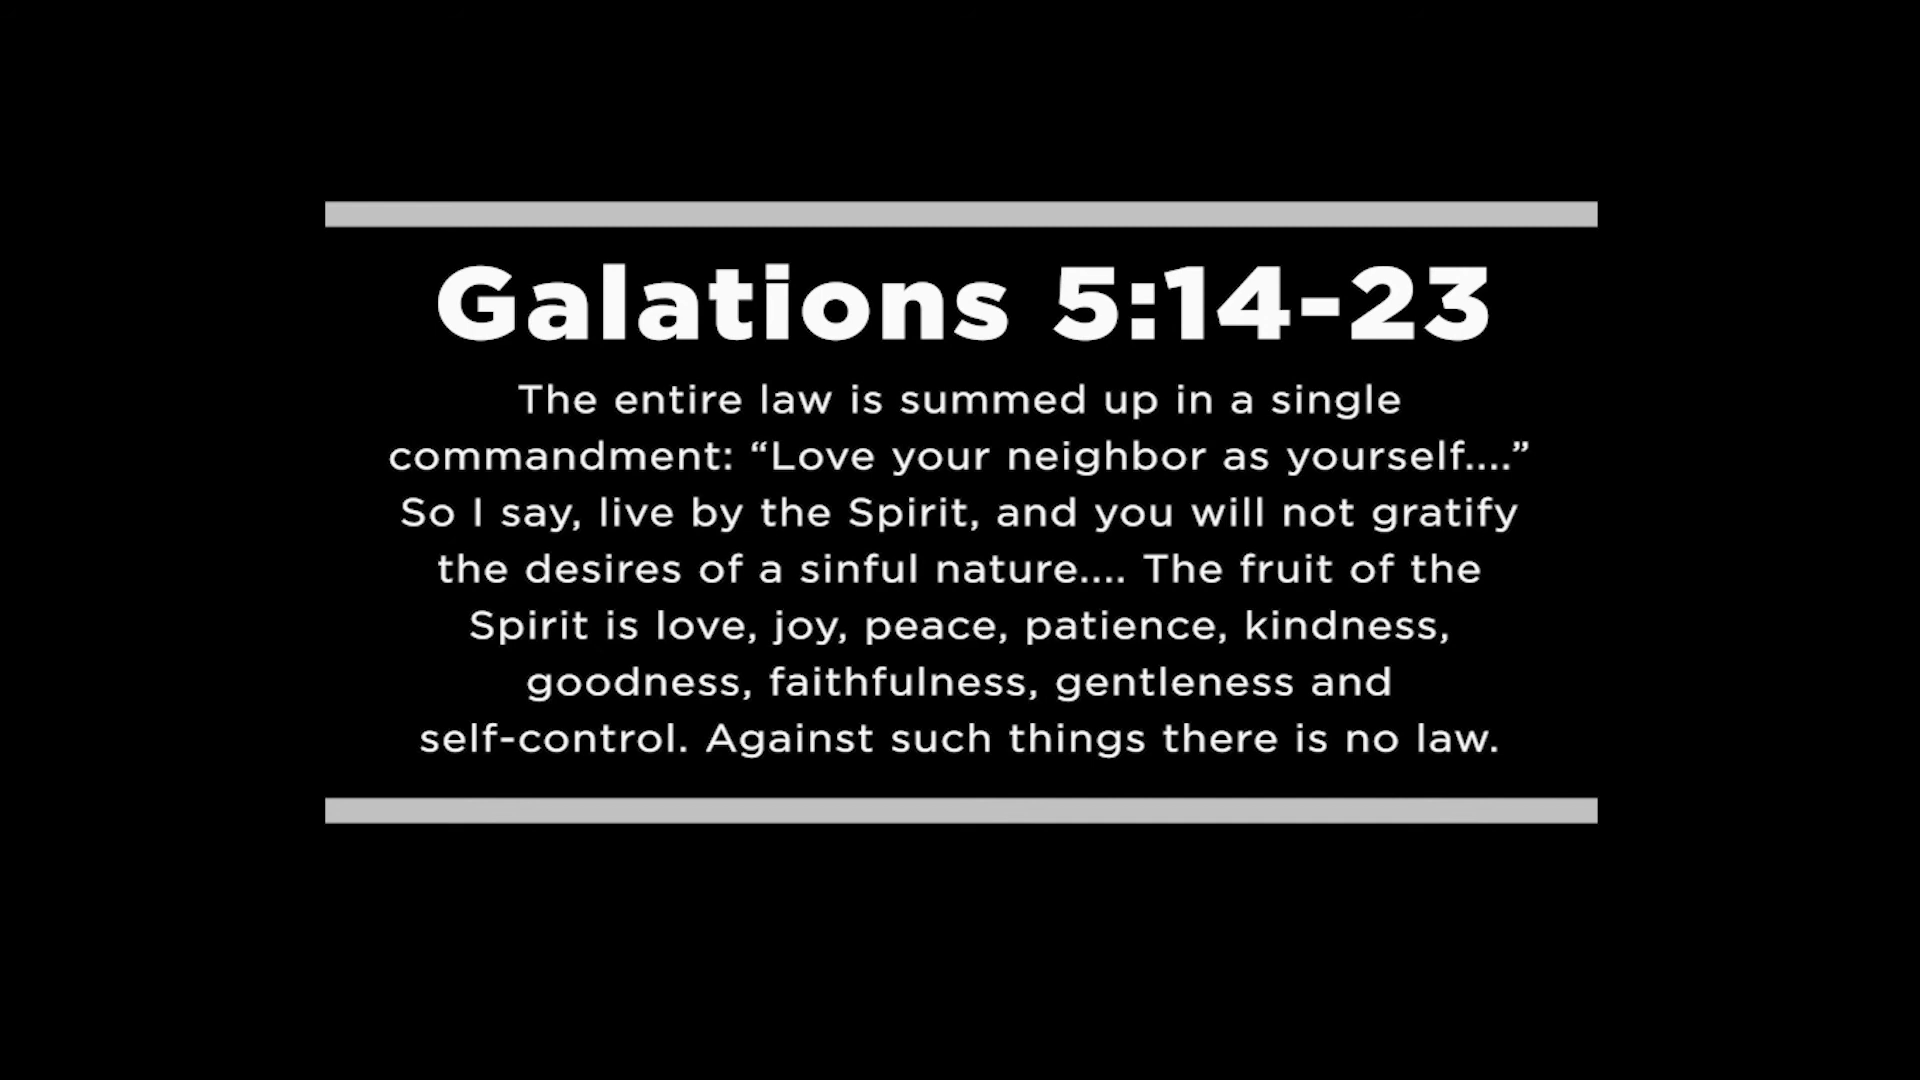 Galations 5:14-23
The entire law is summed up in a single
commandment: “Love your neighbor as yourself....”
So I say, live by the Spirit, and you will not gratify
the desires of a sinful nature.... The fruit of the
Spirit is love, joy, peace, patience, kindness,
goodness, faithfulness, gentleness and
self-control. Against such things there is no law.